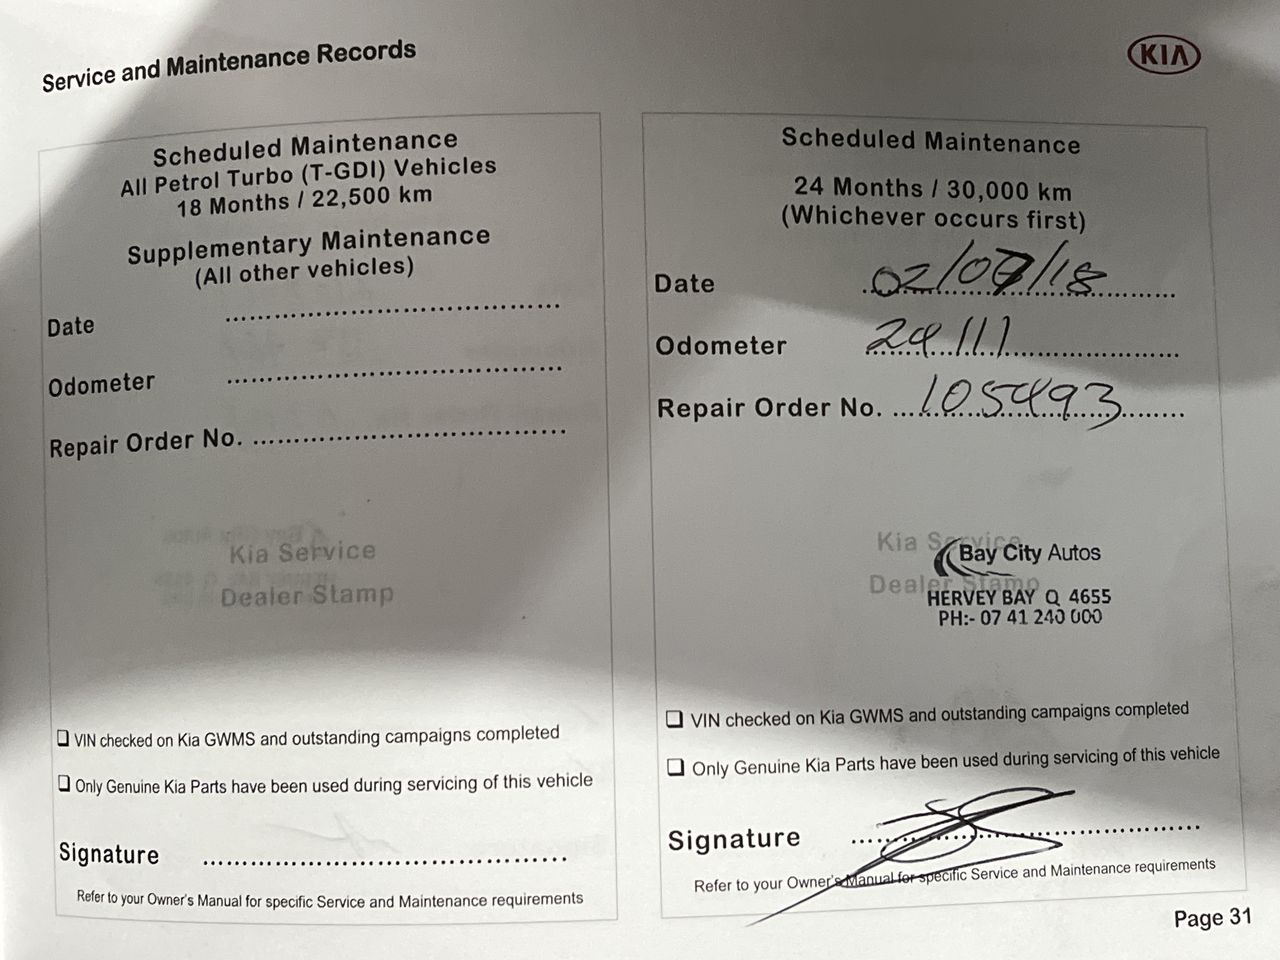 Service and Maintenance Records
KIA
Scheduled Maintenance
All Petrol Turbo (T-GDI) Vehicles
18 Months / 22,500 km
Supplementary Maintenance
(All other vehicles)
Date ........................................
Odometer ........................................
Repair Order No. ........................................
Kia Service
Dealer Stamp
❑ VIN checked on Kia GWMS and outstanding campaigns completed
❑ Only Genuine Kia Parts have been used during servicing of this vehicle
Signature ........................................
Refer to your Owner's Manual for specific Service and Maintenance requirements
Scheduled Maintenance
24 Months / 30,000 km
(Whichever occurs first)
Date 02/07/18
Odometer 29111
Repair Order No. 105493
Kia Service
Bay City Autos
Dealer Stamp
HERVEY BAY Q 4655
PH:- 07 41 240 000
❑ VIN checked on Kia GWMS and outstanding campaigns completed
❑ Only Genuine Kia Parts have been used during servicing of this vehicle
Signature
Refer to your Owner's Manual for specific Service and Maintenance requirements
Page 31